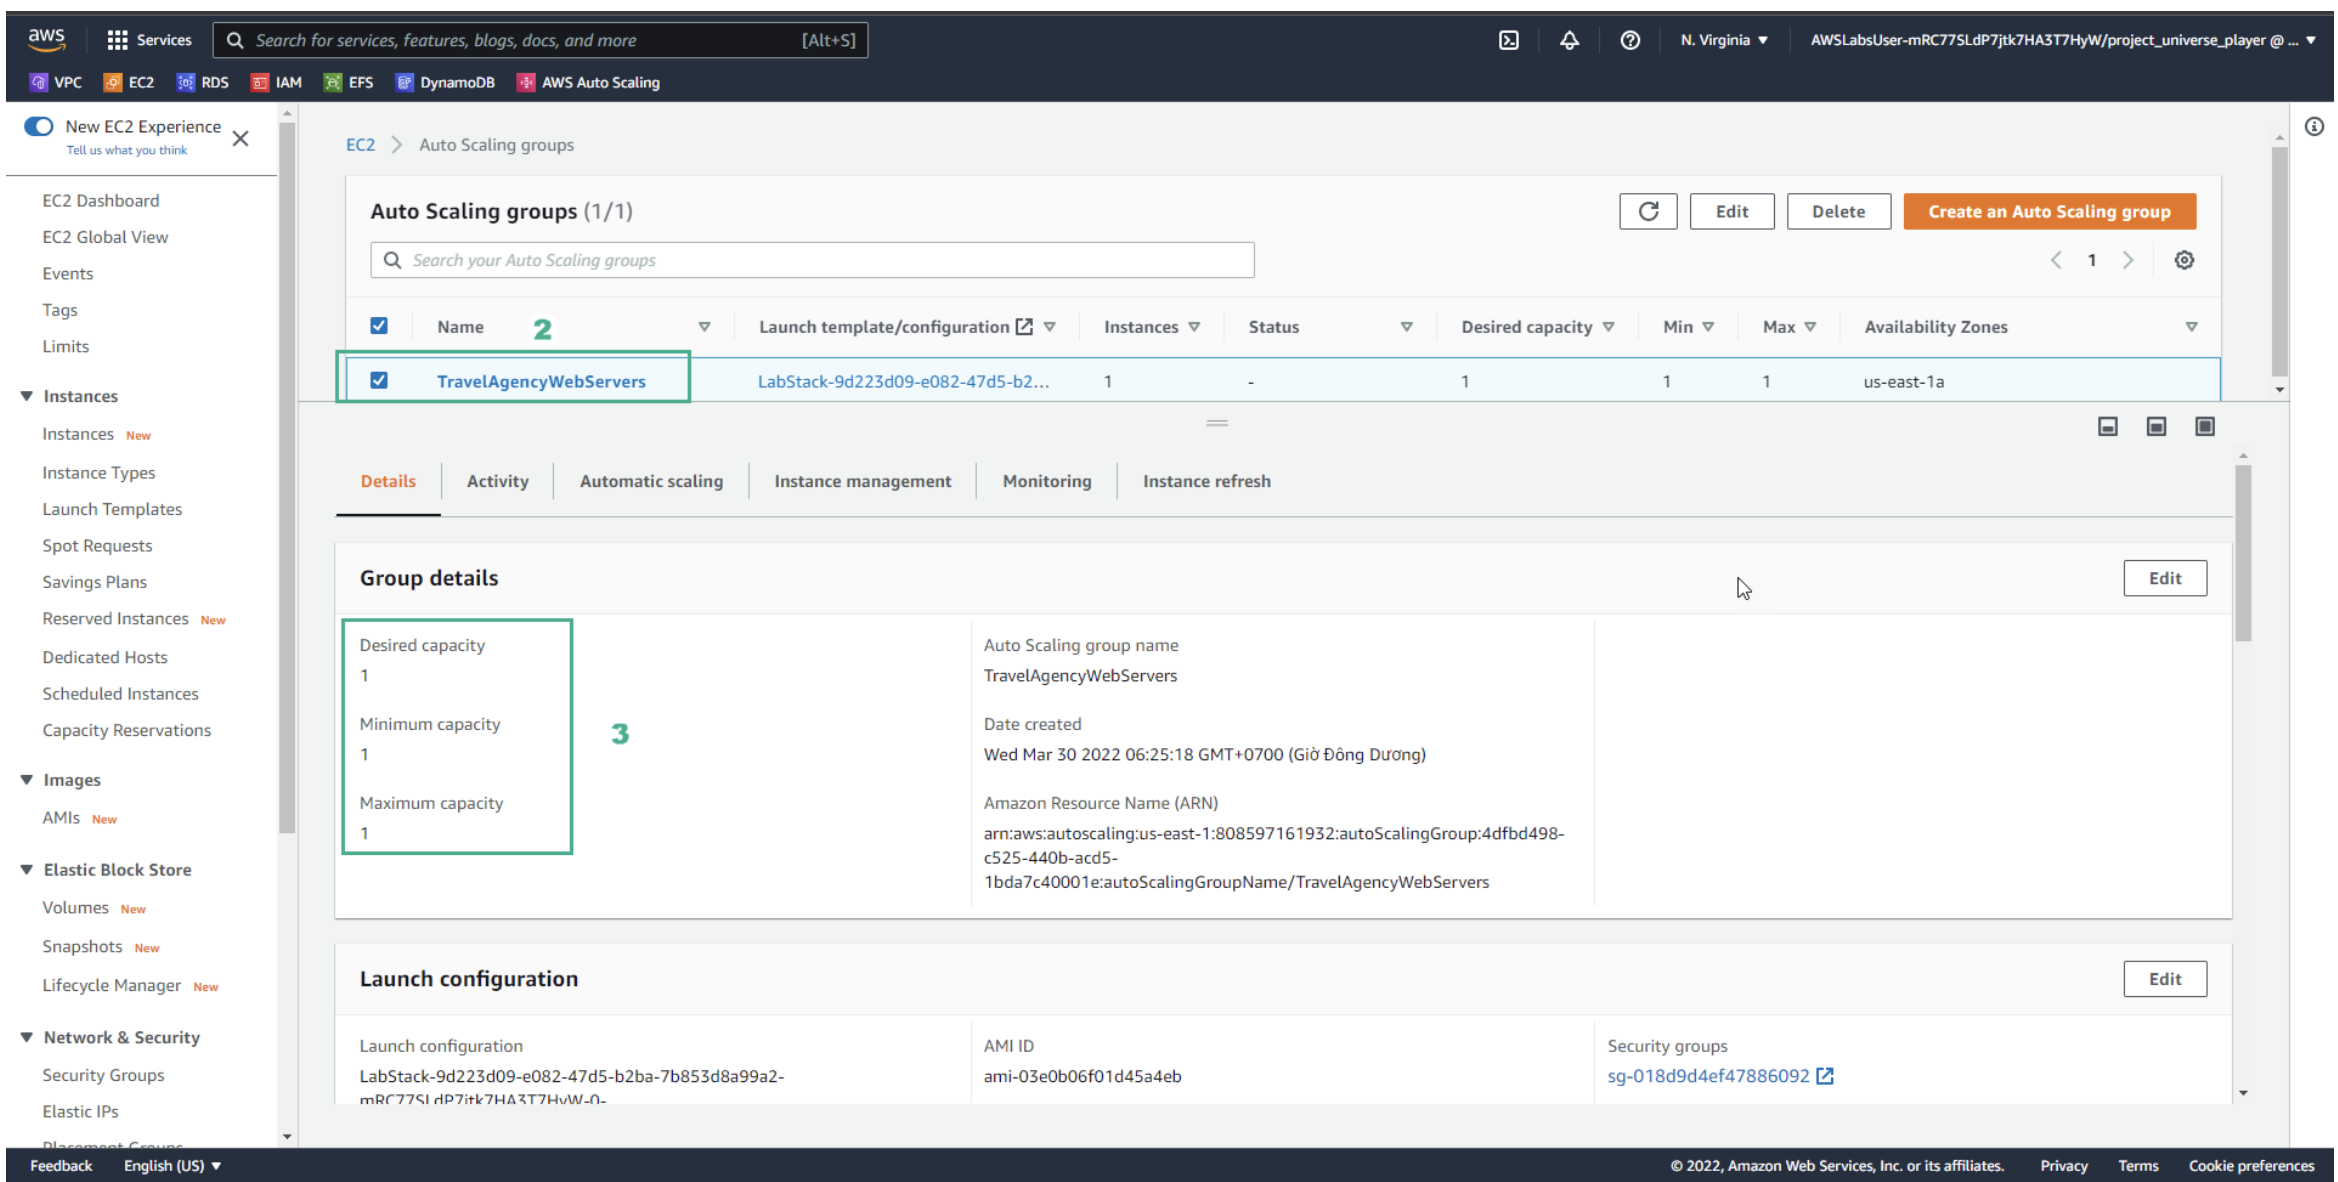 aws
Services
Search for services, features, blogs, docs, and more
[Alt+S]
N. Virginia ▼
AWSLabsUser-mRC77SLdP7jtk7HA3T7HyW/project_universe_player @ ... ▼
VPC
EC2
RDS
IAM
EFS
DynamoDB
AWS Auto Scaling
New EC2 Experience
Tell us what you think
EC2 Dashboard
EC2 Global View
Events
Tags
Limits
Instances
Instances New
Instance Types
Launch Templates
Spot Requests
Savings Plans
Reserved Instances New
Dedicated Hosts
Scheduled Instances
Capacity Reservations
Images
AMIs New
Elastic Block Store
Volumes New
Snapshots New
Lifecycle Manager New
Network & Security
Security Groups
Elastic IPs
Placement Groups
EC2 > Auto Scaling groups
Auto Scaling groups (1/1)
Edit
Delete
Create an Auto Scaling group
Search your Auto Scaling groups
1
Name
2
Launch template/configuration
Instances
Status
Desired capacity
Min
Max
Availability Zones
TravelAgencyWebServers
LabStack-9d223d09-e082-47d5-b2...
1
-
1
1
1
us-east-1a
Details
Activity
Automatic scaling
Instance management
Monitoring
Instance refresh
Group details
Edit
Desired capacity
1
Minimum capacity
1
Maximum capacity
1
3
Auto Scaling group name
TravelAgencyWebServers
Date created
Wed Mar 30 2022 06:25:18 GMT+0700 (Giờ Đông Dương)
Amazon Resource Name (ARN)
arn:aws:autoscaling:us-east-1:808597161932:autoScalingGroup:4dfbd498-
c525-440b-acd5-
1bda7c40001e:autoScalingGroupName/TravelAgencyWebServers
Launch configuration
Edit
Launch configuration
LabStack-9d223d09-e082-47d5-b2ba-7b853d8a99a2-
mRC77SLdP7jtk7HA3T7HyW-0-
AMI ID
ami-03e0b06f01d45a4eb
Security groups
sg-018d9d4ef47886092
Feedback
English (US) ▼
© 2022, Amazon Web Services, Inc. or its affiliates.
Privacy
Terms
Cookie preferences